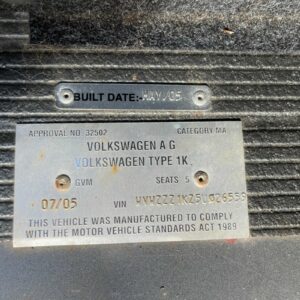 BUILT DATE: MAY/05
APPROVAL NO 32502 CATEGORY MA
VOLKSWAGEN A G
VOLKSWAGEN TYPE 1K
GVM SEATS 5
07/05 VIN
THIS VEHICLE WAS MANUFACTURED TO COMPLY
WITH THE MOTOR VEHICLE STANDARDS ACT 1989